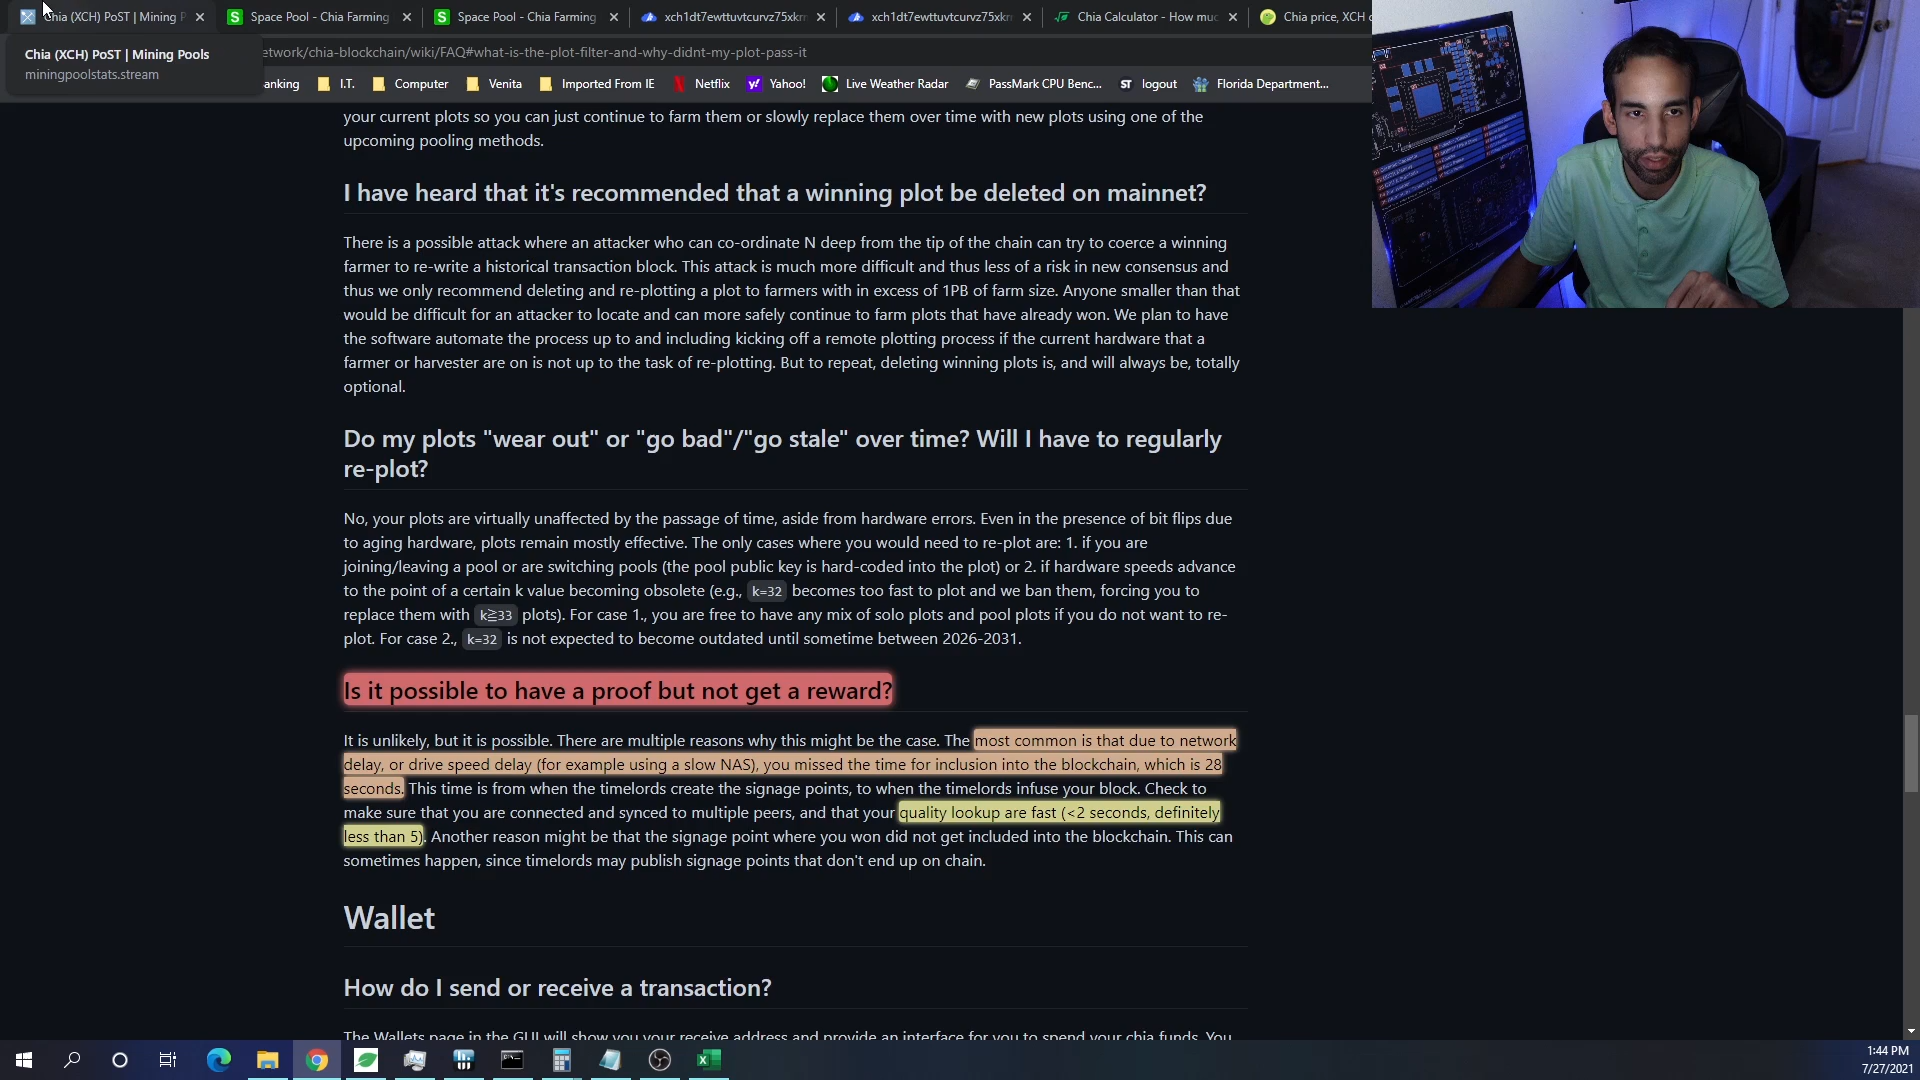 Chia (XCH) PoST | Mining P
Space Pool - Chia Farming
Space Pool - Chia Farming
xch1dt7ewttuvtcurvz75xkm
xch1dt7ewttuvtcurvz75xkm
Chia Calculator - How muc
Chia price, XCH c
Chia (XCH) PoST | Mining Pools
miningpoolstats.stream
etwork/chia-blockchain/wiki/FAQ#what-is-the-plot-filter-and-why-didnt-my-plot-pass-it
anking
I.T.
Computer
Venita
Imported From IE
Netflix
Yahoo!
Live Weather Radar
PassMark CPU Benc...
ST logout
Florida Department...
your current plots so you can just continue to farm them or slowly replace them over time with new plots using one of the
upcoming pooling methods.
I have heard that it's recommended that a winning plot be deleted on mainnet?
There is a possible attack where an attacker who can co-ordinate N deep from the tip of the chain can try to coerce a winning
farmer to re-write a historical transaction block. This attack is much more difficult and thus less of a risk in new consensus and
thus we only recommend deleting and re-plotting a plot to farmers with in excess of 1PB of farm size. Anyone smaller than that
would be difficult for an attacker to locate and can more safely continue to farm plots that have already won. We plan to have
the software automate the process up to and including kicking off a remote plotting process if the current hardware that a
farmer or harvester are on is not up to the task of re-plotting. But to repeat, deleting winning plots is, and will always be, totally
optional.
Do my plots "wear out" or "go bad"/"go stale" over time? Will I have to regularly
re-plot?
No, your plots are virtually unaffected by the passage of time, aside from hardware errors. Even in the presence of bit flips due
to aging hardware, plots remain mostly effective. The only cases where you would need to re-plot are: 1. if you are
joining/leaving a pool or are switching pools (the pool public key is hard-coded into the plot) or 2. if hardware speeds advance
to the point of a certain k value becoming obsolete (e.g., k=32 becomes too fast to plot and we ban them, forcing you to
replace them with k≧33 plots). For case 1., you are free to have any mix of solo plots and pool plots if you do not want to re-
plot. For case 2., k=32 is not expected to become outdated until sometime between 2026-2031.
Is it possible to have a proof but not get a reward?
It is unlikely, but it is possible. There are multiple reasons why this might be the case. The most common is that due to network
delay, or drive speed delay (for example using a slow NAS), you missed the time for inclusion into the blockchain, which is 28
seconds. This time is from when the timelords create the signage points, to when the timelords infuse your block. Check to
make sure that you are connected and synced to multiple peers, and that your quality lookup are fast (<2 seconds, definitely
less than 5). Another reason might be that the signage point where you won did not get included into the blockchain. This can
sometimes happen, since timelords may publish signage points that don't end up on chain.
Wallet
How do I send or receive a transaction?
The Wallets page in the GUI will show you your receive address and provide an interface for you to spend your chia funds. You
1:44 PM
7/27/2021